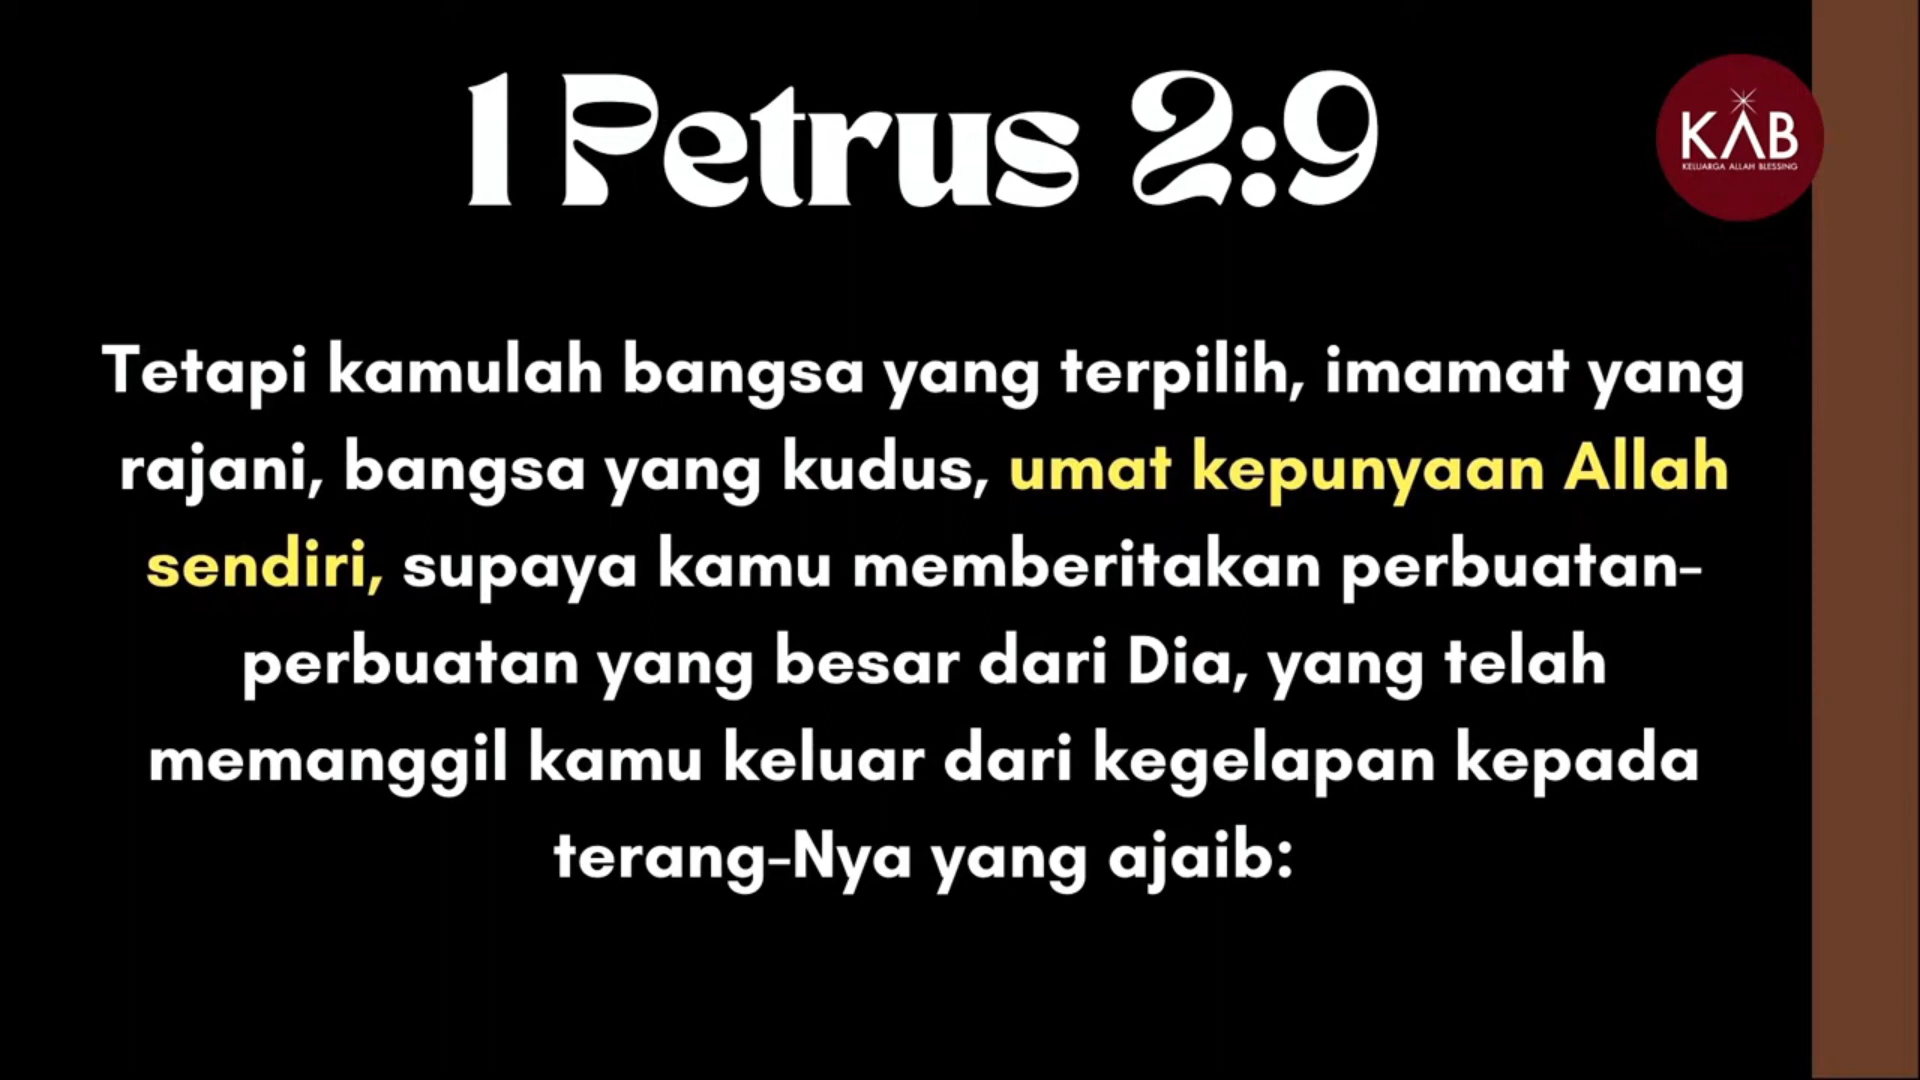 1 Petrus 2:9
KAB
KELUARGA ALLAH BLESSING
Tetapi kamulah bangsa yang terpilih, imamat yang
rajani, bangsa yang kudus, umat kepunyaan Allah
sendiri, supaya kamu memberitakan perbuatan-
perbuatan yang besar dari Dia, yang telah
memanggil kamu keluar dari kegelapan kepada
terang-Nya yang ajaib: